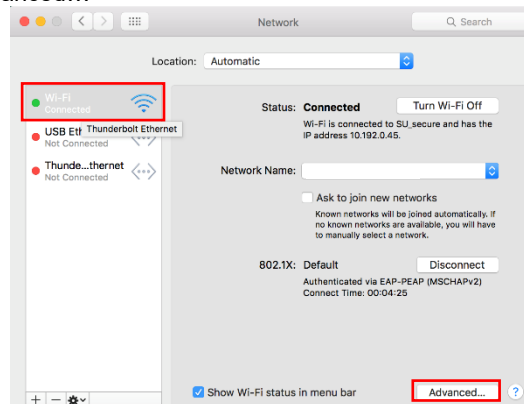 Network
Search
Location: Automatic
Wi-Fi
Connected
USB Eth
Not Connected
Thunderbolt Ethernet
Thunde...thernet
Not Connected
Status: Connected
Turn Wi-Fi Off
Wi-Fi is connected to SU_secure and has the
IP address 10.192.0.45.
Network Name:
Ask to join new networks
Known networks will be joined automatically. If
no known networks are available, you will have
to manually select a network.
802.1X: Default
Disconnect
Authenticated via EAP-PEAP (MSCHAPv2)
Connect Time: 00:04:25
Show Wi-Fi status in menu bar
Advanced...
?